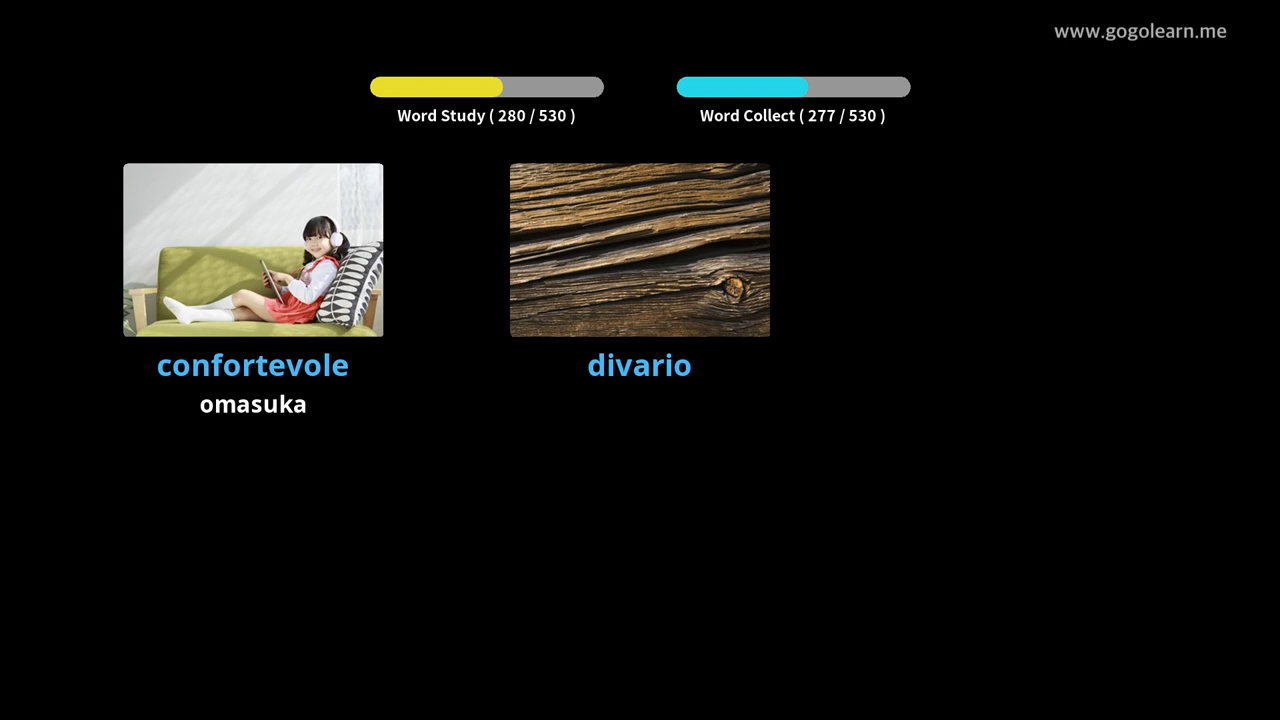 www.gogolearn.me
Word Study ( 280 / 530 )
Word Collect ( 277 / 530 )
confortevole
omasuka
divario